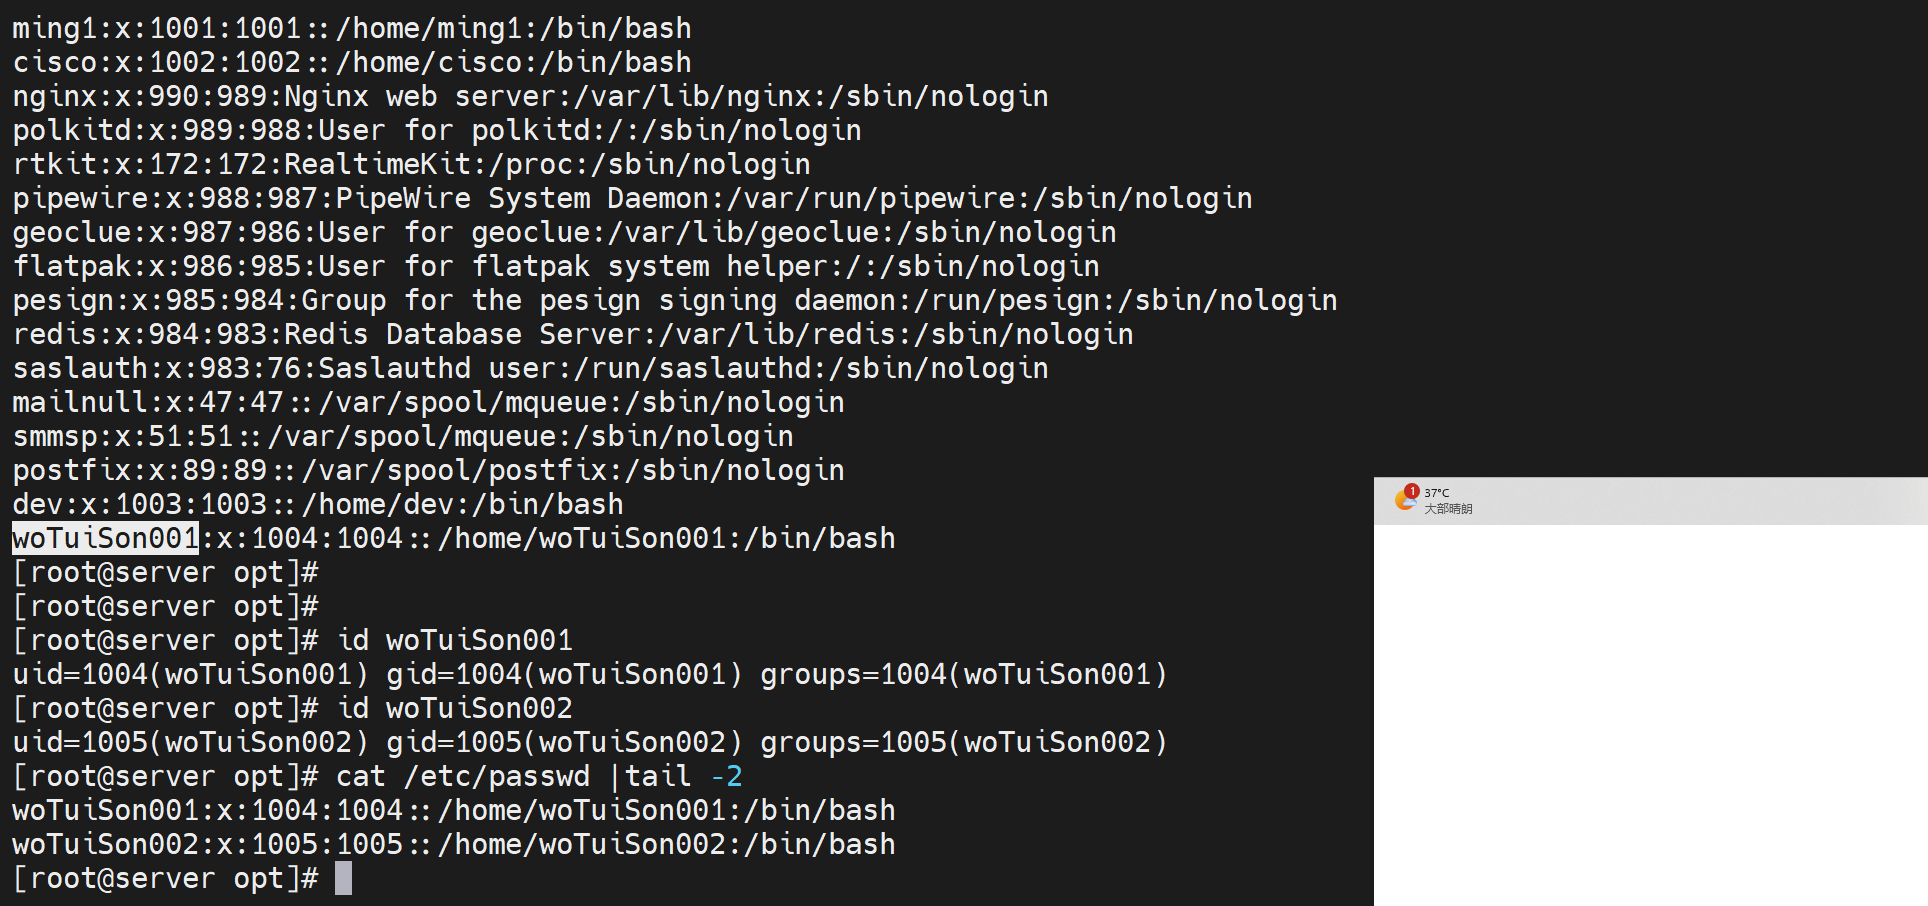 ming1:x:1001:1001::/home/ming1:/bin/bash
cisco:x:1002:1002::/home/cisco:/bin/bash
nginx:x:990:989:Nginx web server:/var/lib/nginx:/sbin/nologin
polkitd:x:989:988:User for polkitd:/:/sbin/nologin
rtkit:x:172:172:RealtimeKit:/proc:/sbin/nologin
pipewire:x:988:987:PipeWire System Daemon:/var/run/pipewire:/sbin/nologin
geoclue:x:987:986:User for geoclue:/var/lib/geoclue:/sbin/nologin
flatpak:x:986:985:User for flatpak system helper:/:/sbin/nologin
pesign:x:985:984:Group for the pesign signing daemon:/run/pesign:/sbin/nologin
redis:x:984:983:Redis Database Server:/var/lib/redis:/sbin/nologin
saslauth:x:983:76:Saslauthd user:/run/saslauthd:/sbin/nologin
mailnull:x:47:47::/var/spool/mqueue:/sbin/nologin
smmsp:x:51:51::/var/spool/mqueue:/sbin/nologin
postfix:x:89:89::/var/spool/postfix:/sbin/nologin
dev:x:1003:1003::/home/dev:/bin/bash
woTuiSon001:x:1004:1004::/home/woTuiSon001:/bin/bash
[root@server opt]#
[root@server opt]#
[root@server opt]# id woTuiSon001
uid=1004(woTuiSon001) gid=1004(woTuiSon001) groups=1004(woTuiSon001)
[root@server opt]# id woTuiSon002
uid=1005(woTuiSon002) gid=1005(woTuiSon002) groups=1005(woTuiSon002)
[root@server opt]# cat /etc/passwd |tail -2
woTuiSon001:x:1004:1004::/home/woTuiSon001:/bin/bash
woTuiSon002:x:1005:1005::/home/woTuiSon002:/bin/bash
[root@server opt]#
1
37°C
大部晴朗